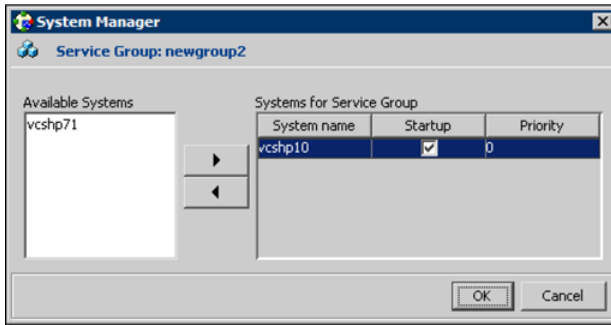 System Manager
Service Group: newgroup2
Available Systems
vcshp71
Systems for Service Group
System name Startup Priority
vcshp10 0
OK Cancel